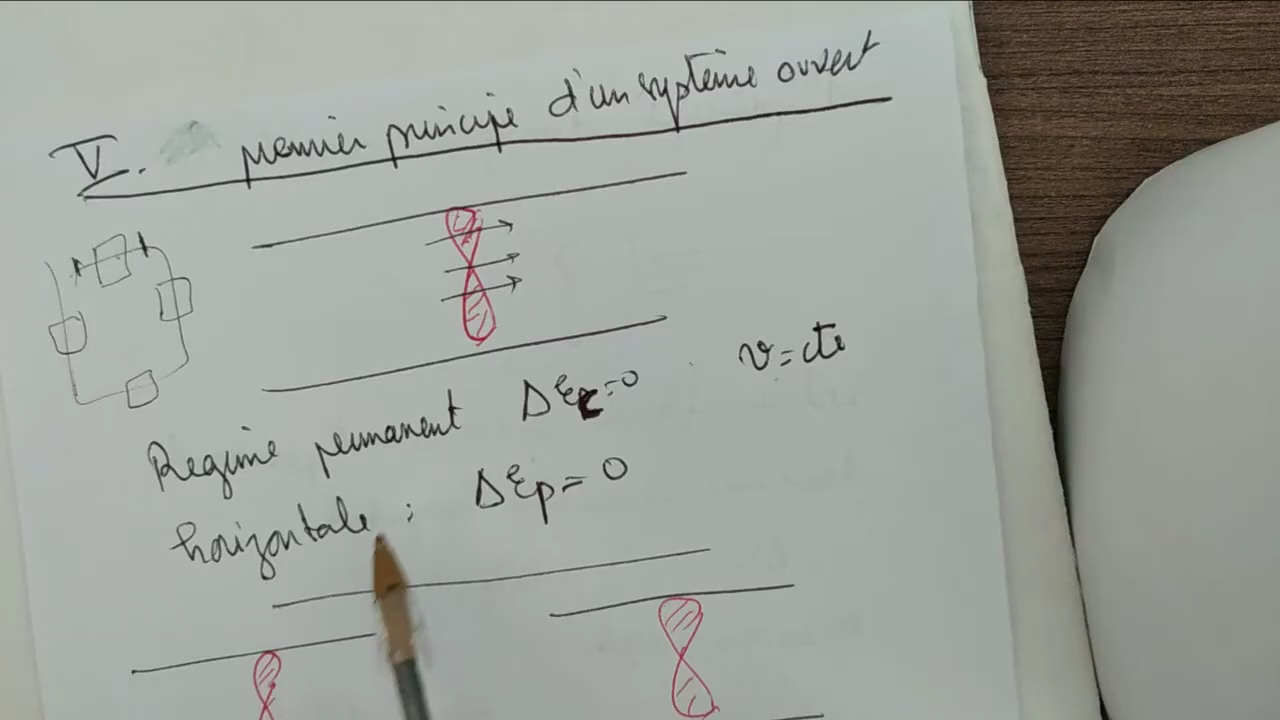 V. premier principe d'un système ouvert
Regime permanent ΔEc=0 v=cte
horizontale : ΔEp=0